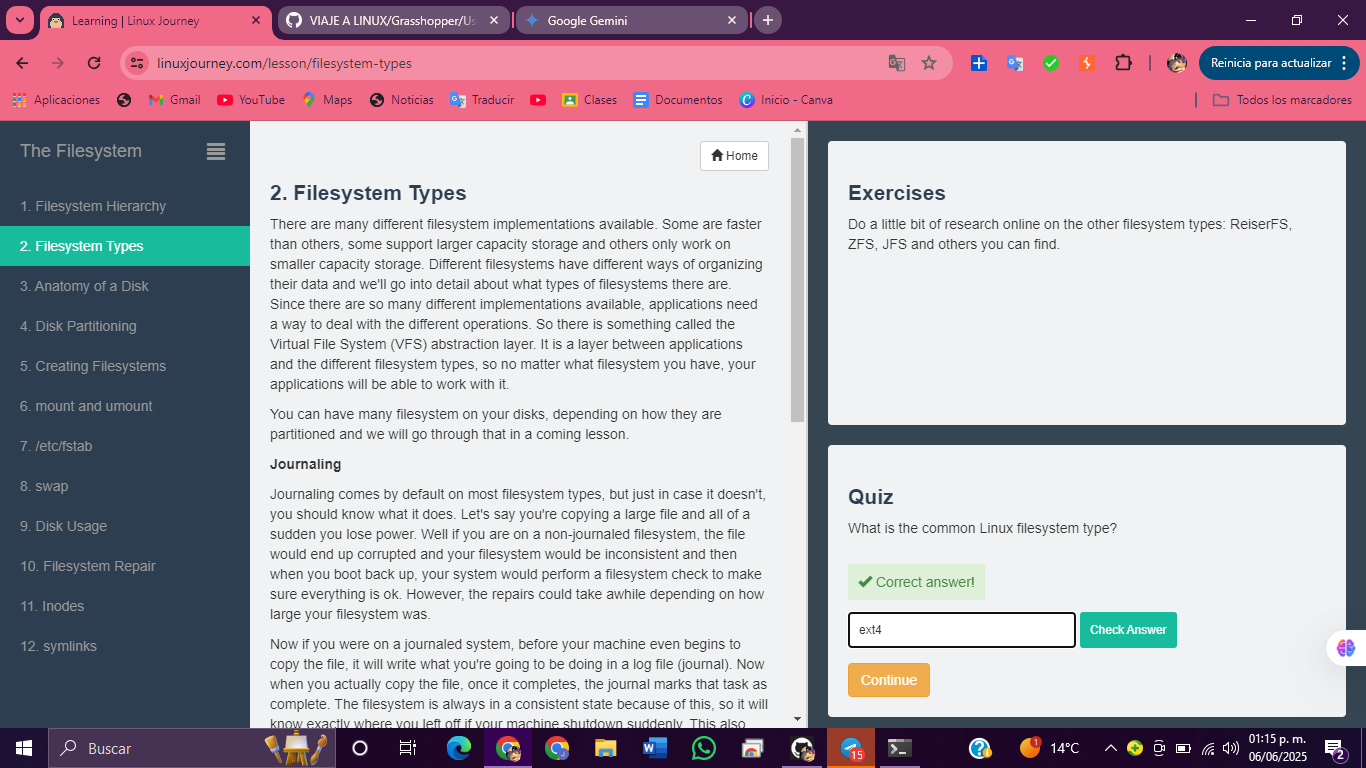 Learning | Linux Journey
VIAJE A LINUX/Grasshopper/Us
Google Gemini
linuxjourney.com/lesson/filesystem-types
Reinicia para actualizar
Aplicaciones
Gmail
YouTube
Maps
Noticias
Traducir
Clases
Documentos
Inicio - Canva
Todos los marcadores
The Filesystem
1. Filesystem Hierarchy
2. Filesystem Types
3. Anatomy of a Disk
4. Disk Partitioning
5. Creating Filesystems
6. mount and umount
7. /etc/fstab
8. swap
9. Disk Usage
10. Filesystem Repair
11. Inodes
12. symlinks
Home
2. Filesystem Types
There are many different filesystem implementations available. Some are faster
than others, some support larger capacity storage and others only work on
smaller capacity storage. Different filesystems have different ways of organizing
their data and we'll go into detail about what types of filesystems there are.
Since there are so many different implementations available, applications need
a way to deal with the different operations. So there is something called the
Virtual File System (VFS) abstraction layer. It is a layer between applications
and the different filesystem types, so no matter what filesystem you have, your
applications will be able to work with it.
You can have many filesystem on your disks, depending on how they are
partitioned and we will go through that in a coming lesson.
Journaling
Journaling comes by default on most filesystem types, but just in case it doesn't,
you should know what it does. Let's say you're copying a large file and all of a
sudden you lose power. Well if you are on a non-journaled filesystem, the file
would end up corrupted and your filesystem would be inconsistent and then
when you boot back up, your system would perform a filesystem check to make
sure everything is ok. However, the repairs could take awhile depending on how
large your filesystem was.
Now if you were on a journaled system, before your machine even begins to
copy the file, it will write what you're going to be doing in a log file (journal). Now
when you actually copy the file, once it completes, the journal marks that task as
complete. The filesystem is always in a consistent state because of this, so it will
know exactly where you left off if your machine shutdown suddenly. This also
Exercises
Do a little bit of research online on the other filesystem types: ReiserFS,
ZFS, JFS and others you can find.
Quiz
What is the common Linux filesystem type?
Correct answer!
ext4
Check Answer
Continue
Buscar
15
1
14°C
01:15 p. m.
06/06/2025
2